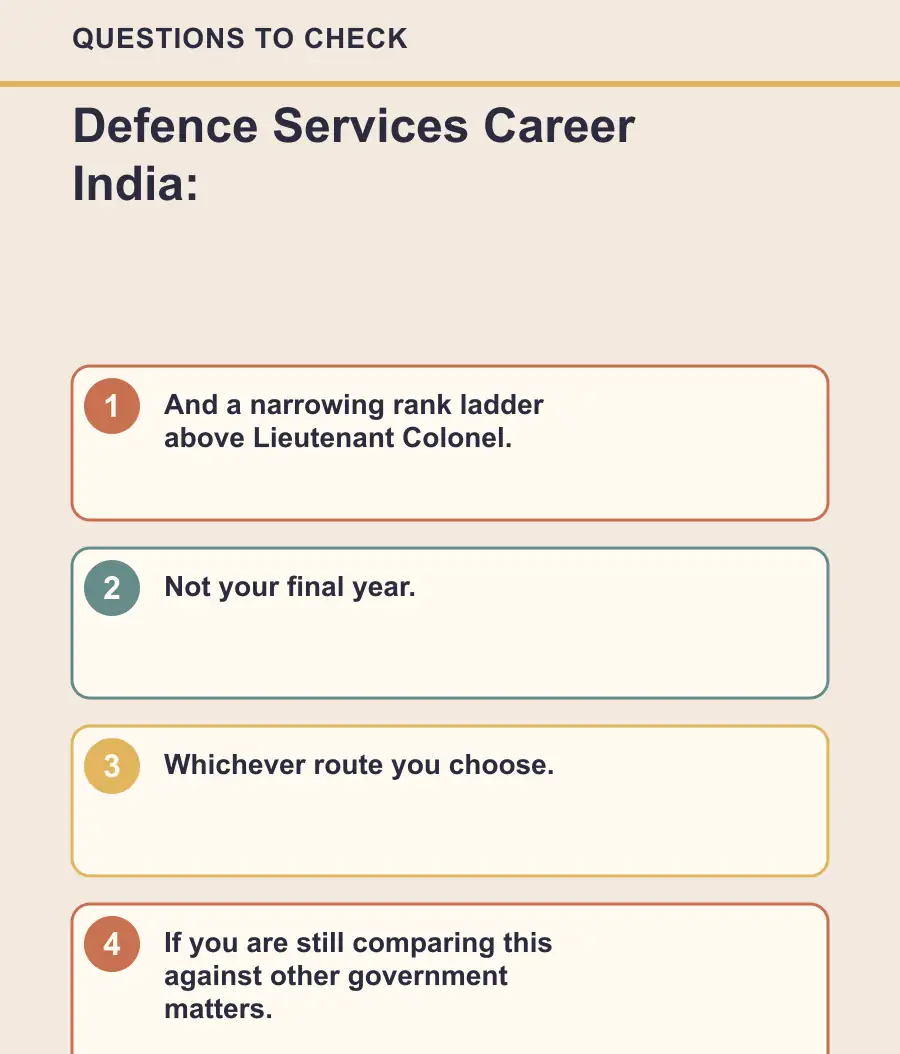 QUESTIONS TO CHECK
Defence Services Career
India:
1
And a narrowing rank ladder
above Lieutenant Colonel.
2
Not your final year.
3
Whichever route you choose.
4
If you are still comparing this
against other government
matters.